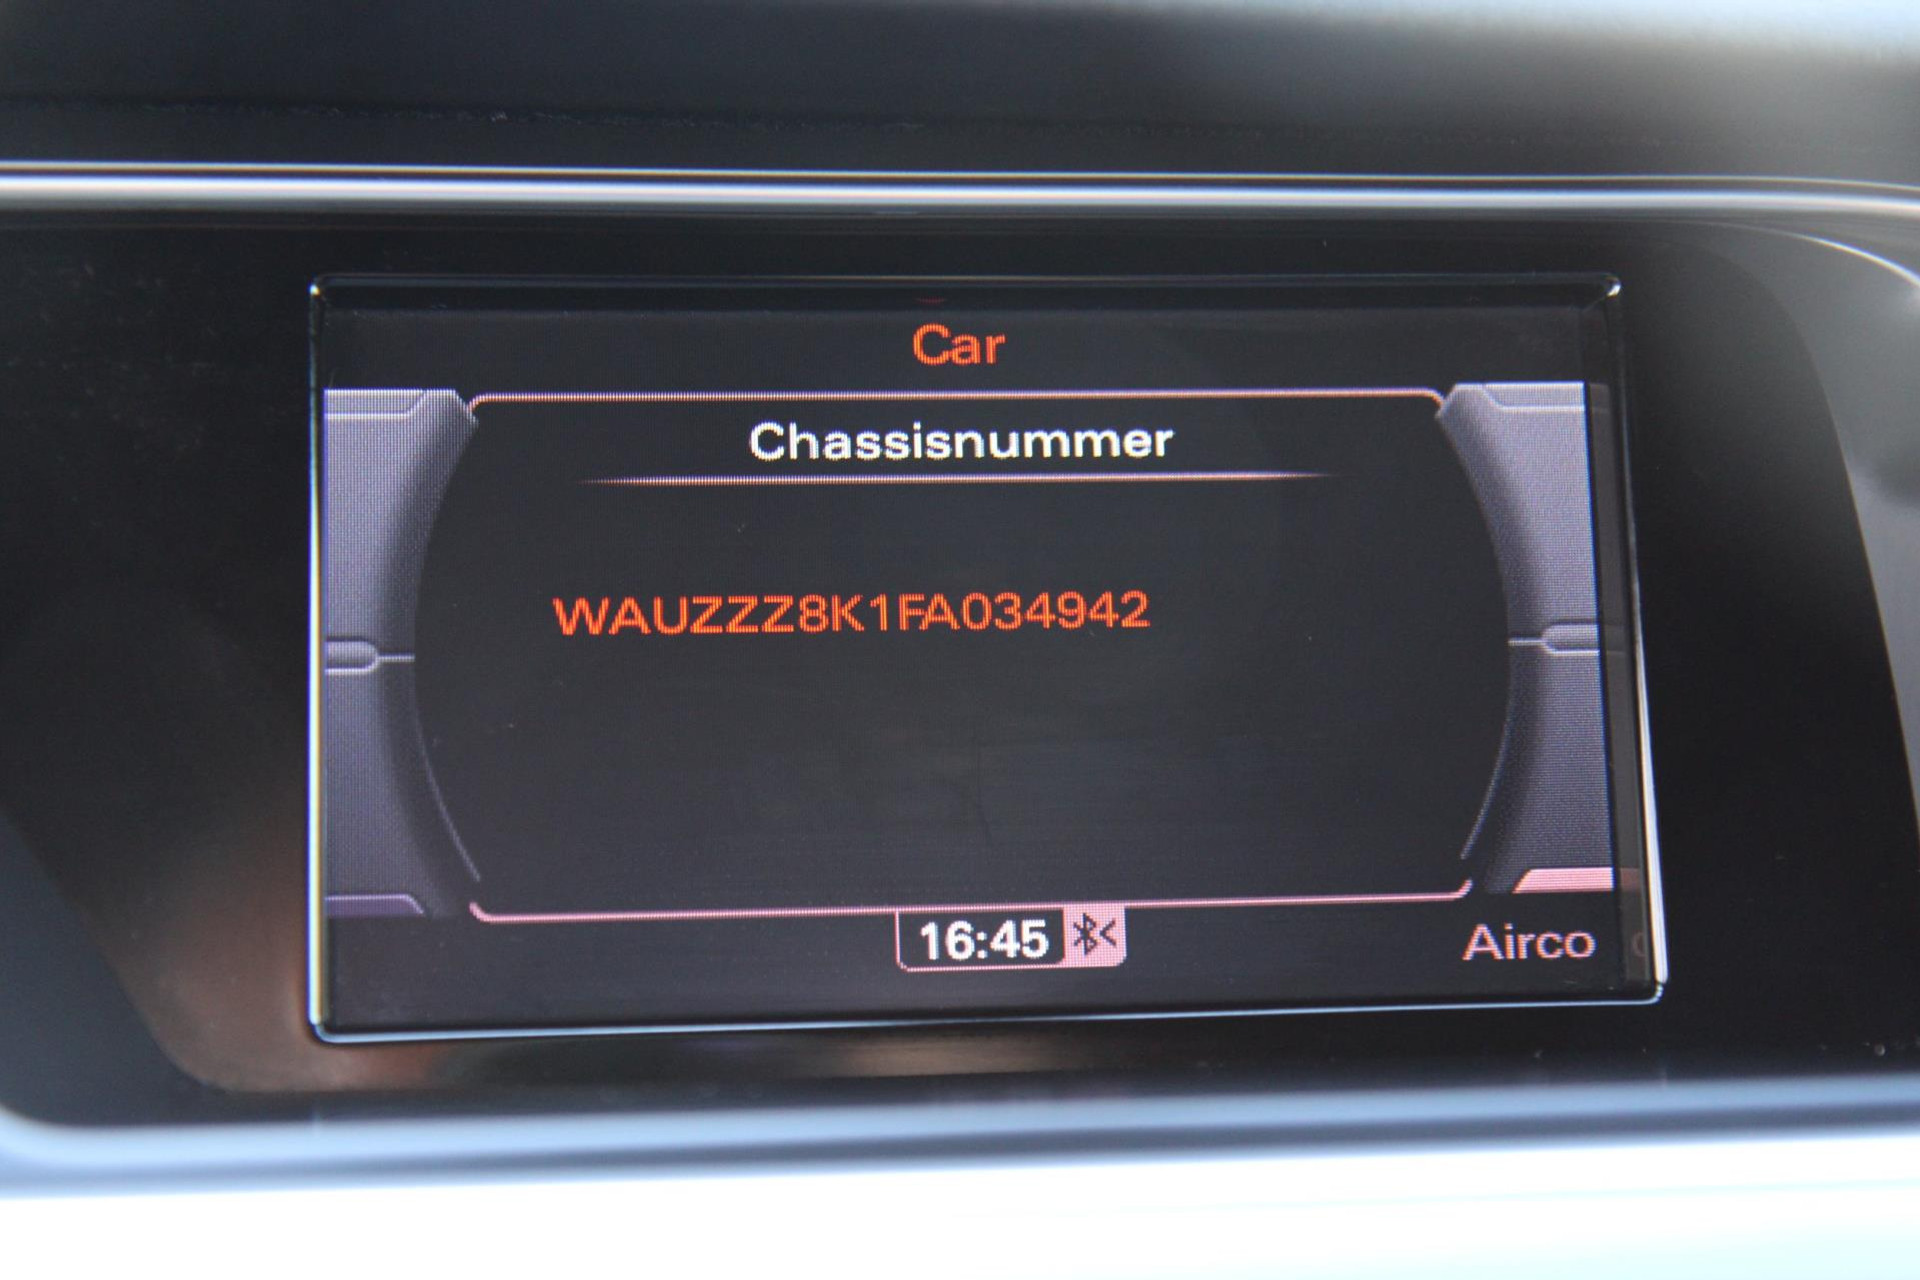 Car
Chassisnummer
WAUZZZ8K1FA034942
16:45
Airco